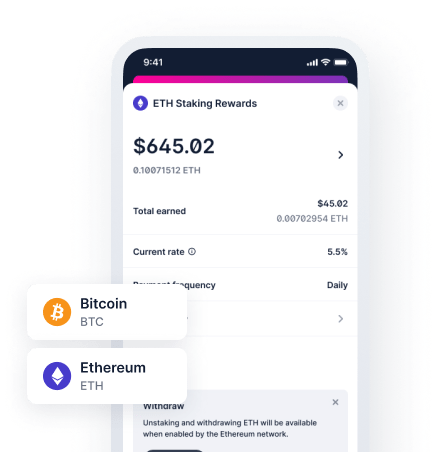 9:41
ETH Staking Rewards
$645.02
0.10071512 ETH
Total earned
$45.02
0.00702954 ETH
Current rate
5.5%
Payment frequency
Daily
Bitcoin
BTC
Ethereum
ETH
Withdraw
Unstaking and withdrawing ETH will be available
when enabled by the Ethereum network.